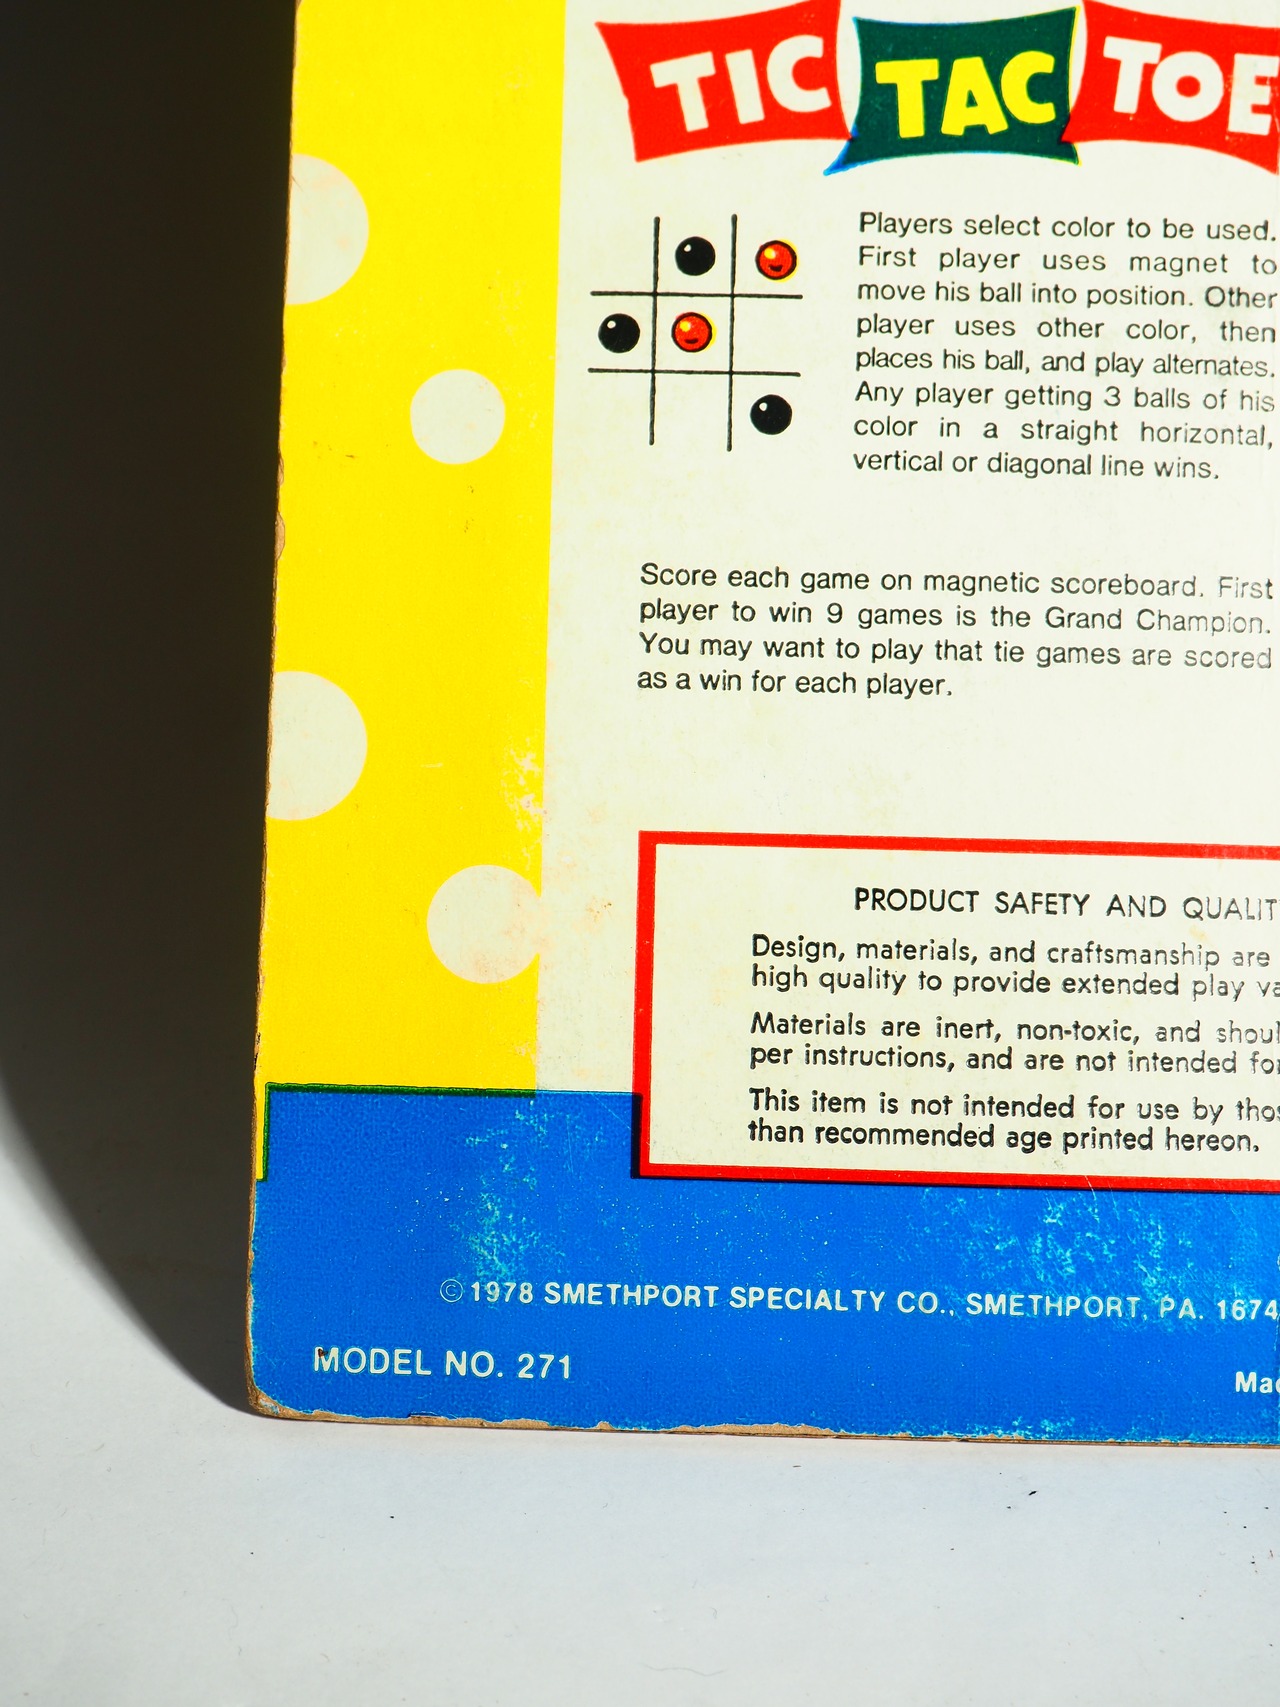 TIC TAC TOE
Players select color to be used.
First player uses magnet to
move his ball into position. Other
player uses other color, then
places his ball, and play alternates.
Any player getting 3 balls of his
color in a straight horizontal,
vertical or diagonal line wins.
Score each game on magnetic scoreboard. First
player to win 9 games is the Grand Champion.
You may want to play that tie games are scored
as a win for each player.
PRODUCT SAFETY AND
Design, materials, and craftsmanship are
high quality to provide extended play
Materials are inert, non-toxic, and
per instructions, and are not intended
This item is not intended for use by
than recommended age printed hereon.
© 1978 SMETHPORT SPECIALTY CO., SMETHPORT, PA.
MODEL NO. 271